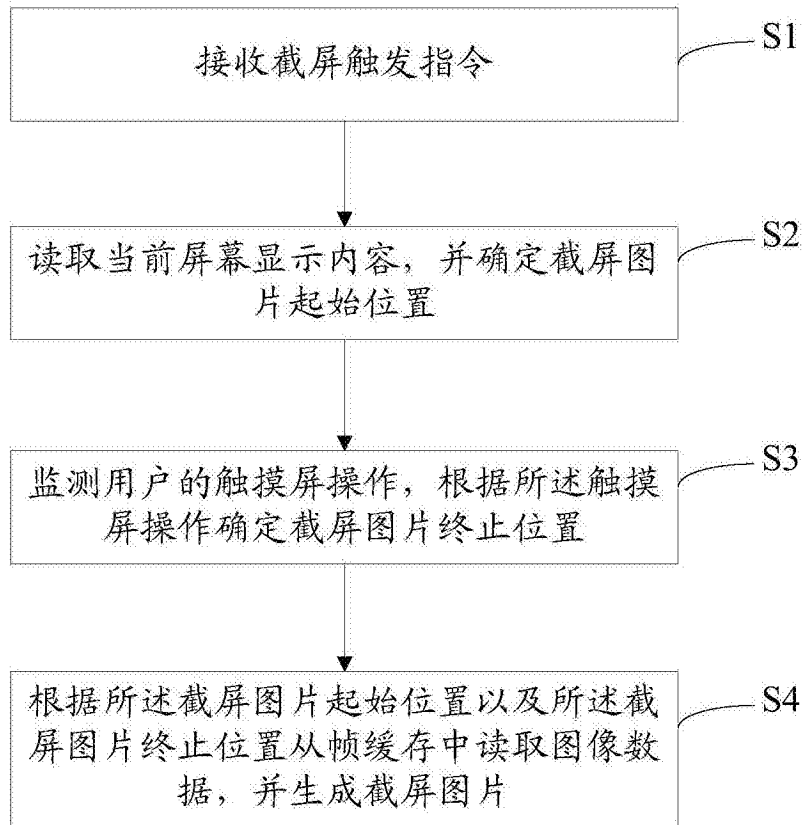 接收截屏触发指令
S1
读取当前屏幕显示内容，并确定截屏图
片起始位置
S2
监测用户的触摸屏操作，根据所述触摸
屏操作确定截屏图片终止位置
S3
根据所述截屏图片起始位置以及所述截
屏图片终止位置从帧缓存中读取图像数
据，并生成截屏图片
S4